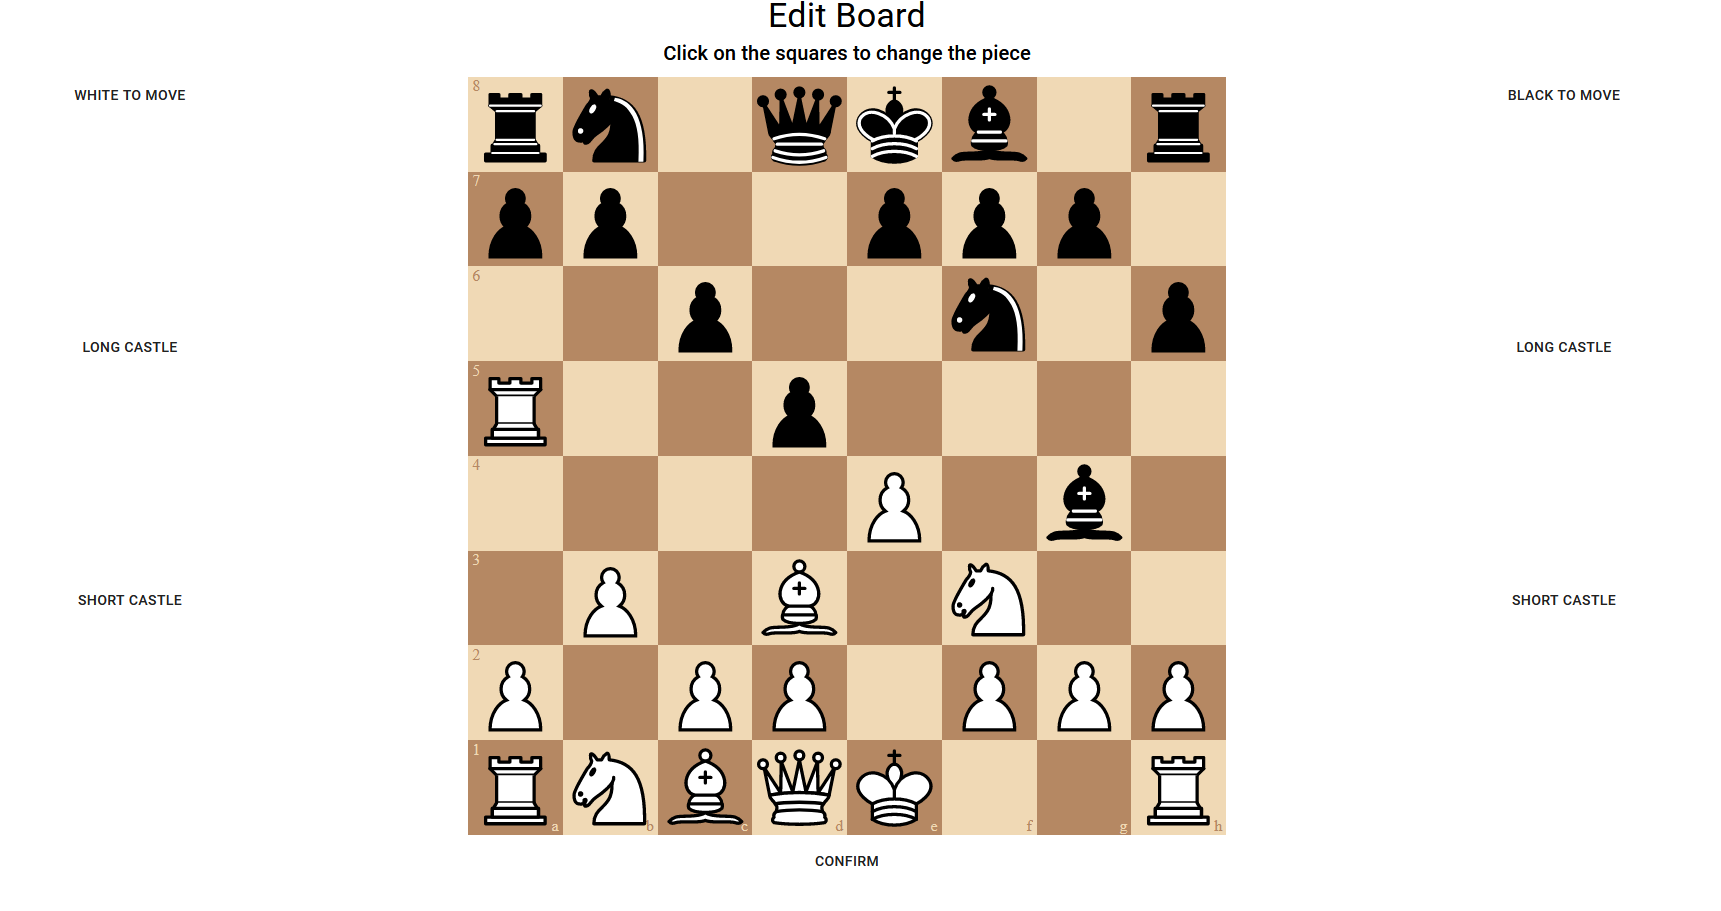 Edit Board
Click on the squares to change the piece
WHITE TO MOVE
BLACK TO MOVE
8
7
6
LONG CASTLE
LONG CASTLE
5
4
3
SHORT CASTLE
SHORT CASTLE
2
1
a b c d e f g h
CONFIRM